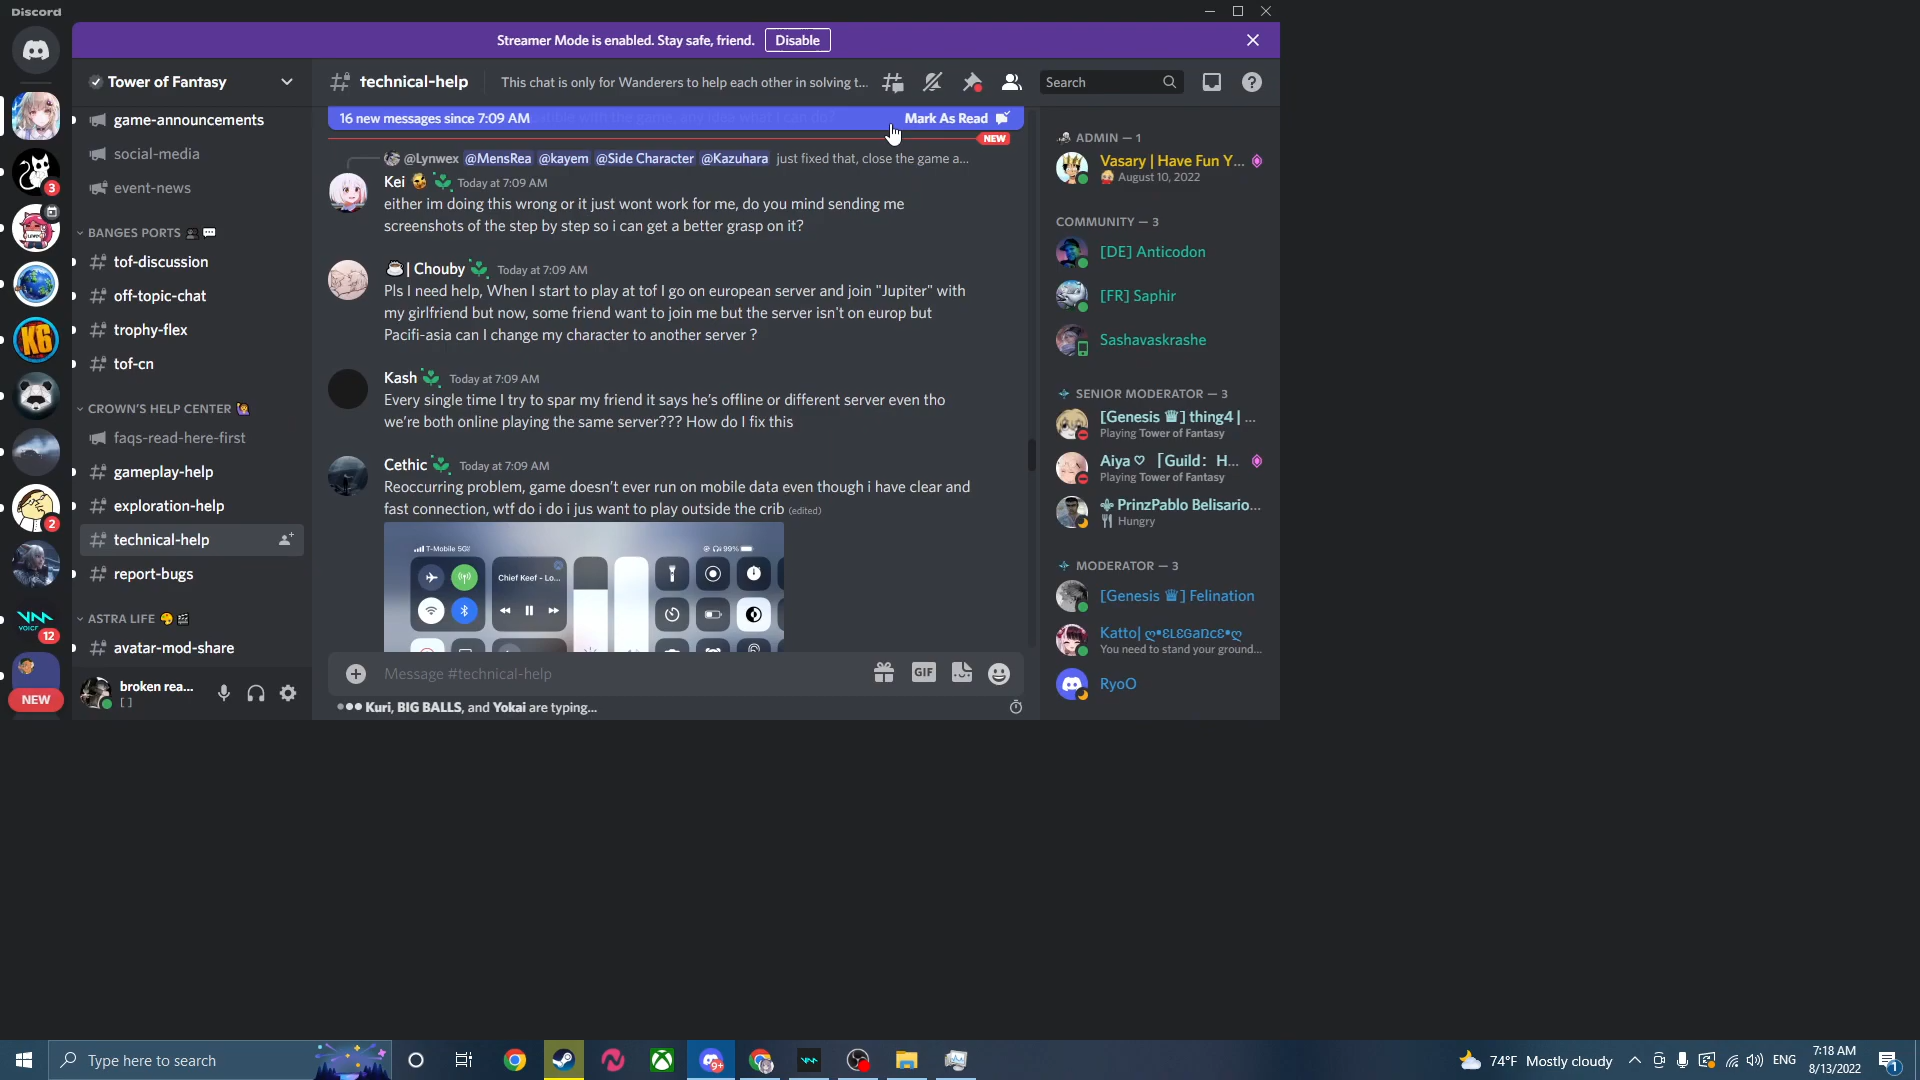 Discord
Streamer Mode is enabled. Stay safe, friend. Disable
Tower of Fantasy
technical-help
This chat is only for Wanderers to help each other in solving t...
Search
game-announcements
social-media
event-news
BANGES PORTS
tof-discussion
off-topic-chat
trophy-flex
tof-cn
CROWN'S HELP CENTER
faqs-read-here-first
gameplay-help
exploration-help
technical-help
report-bugs
ASTRA LIFE
avatar-mod-share
3
K6
2
VOICE
12
NEW
broken rea...
[ ]
16 new messages since 7:09 AM
Mark As Read
NEW
@Lynwex @MensRea @kayem @Side Character @Kazuhara just fixed that, close the game a...
Kei Today at 7:09 AM
either im doing this wrong or it just wont work for me, do you mind sending me
screenshots of the step by step so i can get a better grasp on it?
| Chouby Today at 7:09 AM
Pls I need help, When I start to play at tof I go on european server and join "Jupiter" with
my girlfriend but now, some friend want to join me but the server isn't on europ but
Pacifi-asia can I change my character to another server ?
Kash Today at 7:09 AM
Every single time I try to spar my friend it says he's offline or different server even tho
we're both online playing the same server??? How do I fix this
Cethic Today at 7:09 AM
Reoccurring problem, game doesn't ever run on mobile data even though i have clear and
fast connection, wtf do i do i jus want to play outside the crib (edited)
T-Mobile 5G
99%
Chief Keef - Lo...
Message #technical-help
GIF
Kuri, BIG BALLS, and Yokai are typing...
ADMIN — 1
Vasary | Have Fun Y...
August 10, 2022
COMMUNITY — 3
[DE] Anticodon
[FR] Saphir
Sashavaskrashe
SENIOR MODERATOR — 3
[Genesis ♕] thing4 | ...
Playing Tower of Fantasy
Aiya ♡ 「Guild: H...
Playing Tower of Fantasy
PrinzPablo Belisario...
Hungry
MODERATOR — 3
[Genesis ♕] Felination
Katto| ღ•ɛʟɛɢaղcɛ•ღ
You need to stand your ground...
RyoO
Type here to search
9+
74°F Mostly cloudy
ENG
7:18 AM
8/13/2022
1